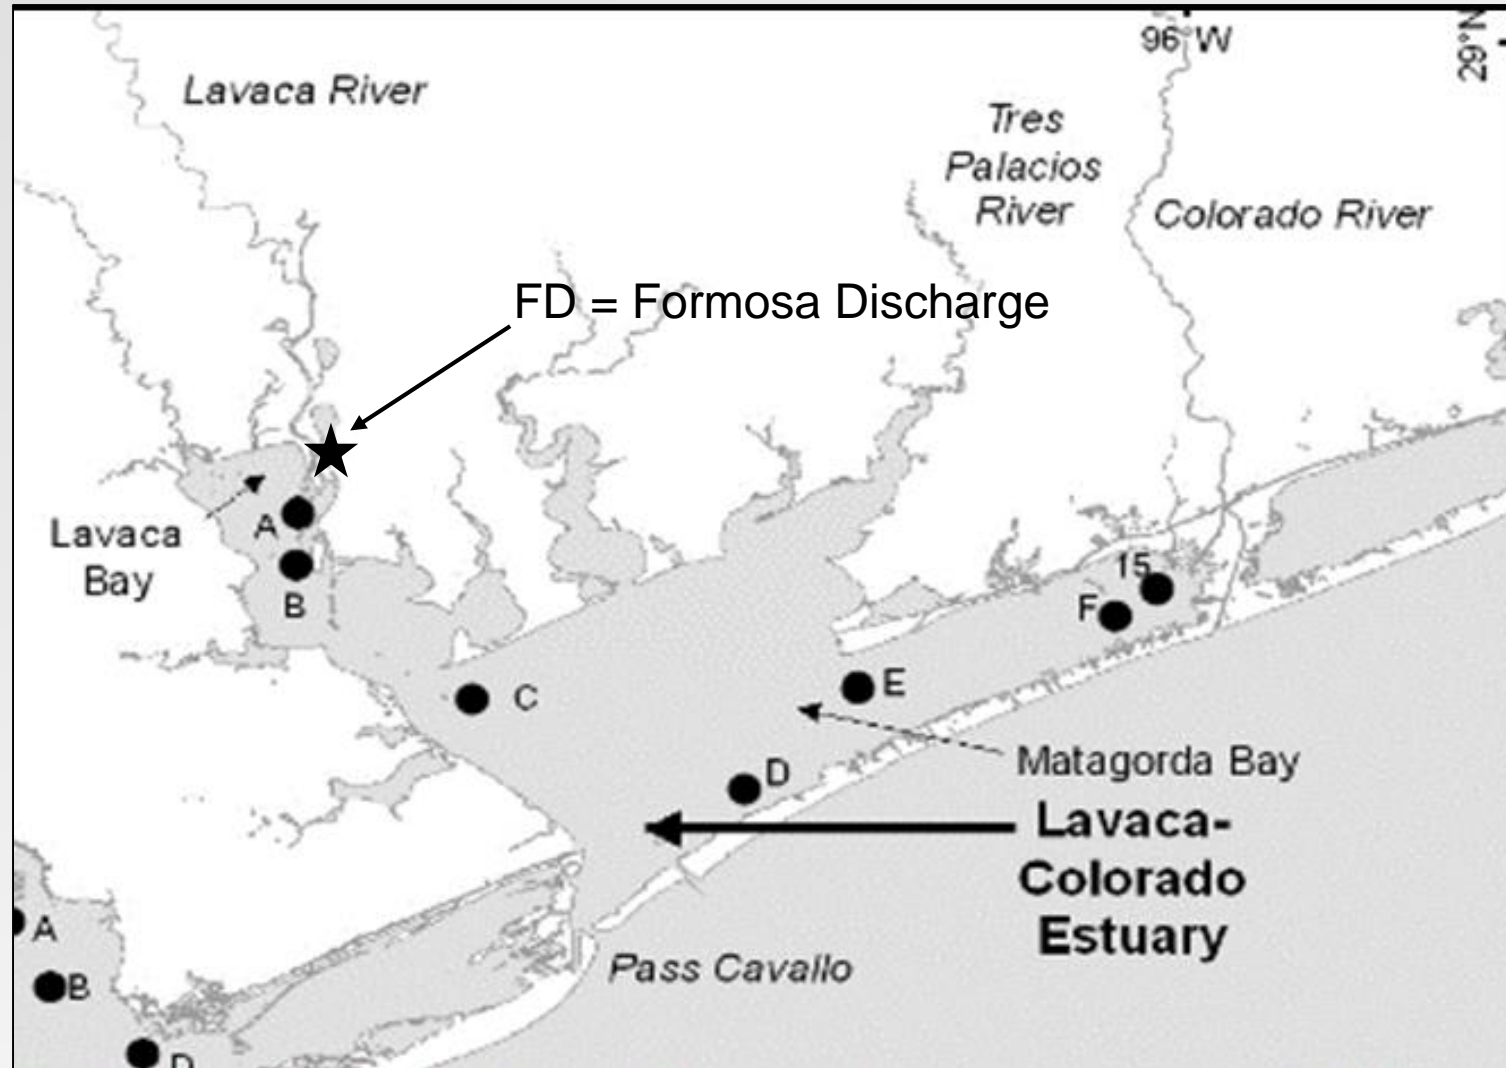 96°W
29°N
Lavaca River
Tres
Palacios
River
Colorado River
FD = Formosa Discharge
Lavaca
Bay
A
B
C
D
E
F
15
Matagorda Bay
Lavaca-
Colorado
Estuary
Pass Cavallo
A
B
D